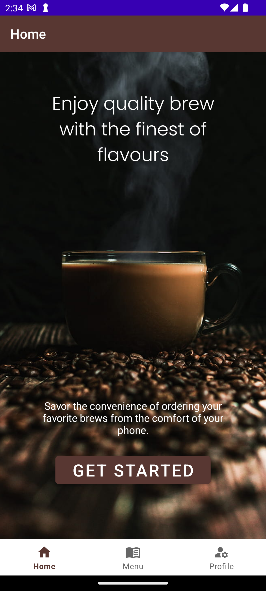 2:34
Home
Enjoy quality brew
with the finest of
flavours
Savor the convenience of ordering your
favorite brews from the comfort of your
phone.
GET STARTED
Home Menu Profile